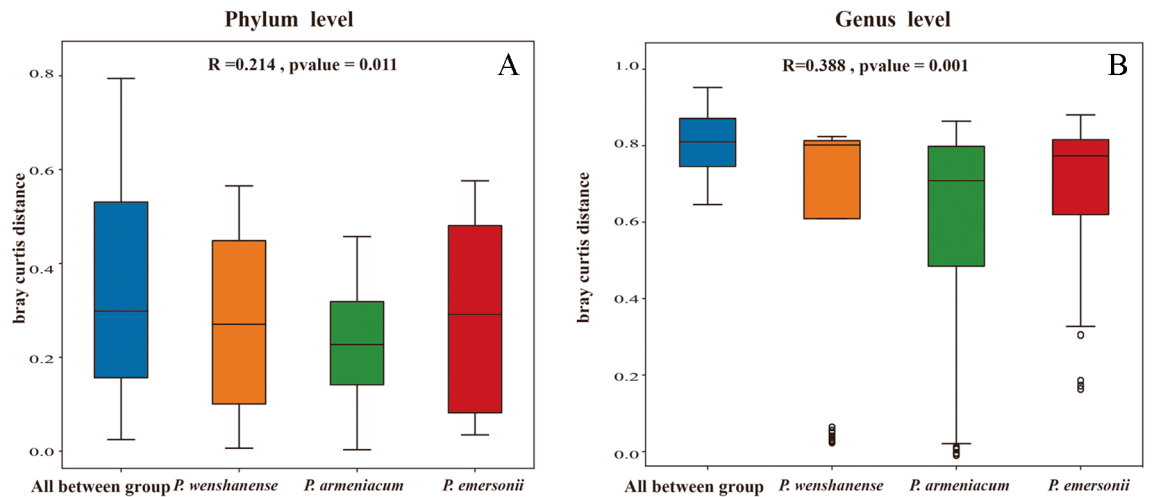 Phylum level
R =0.214 , pvalue = 0.011
A
0.8
0.6
0.4
0.2
0.0
bray curtis distance
All between group P. wenshanense P. armeniacum P. emersonii
Genus level
R=0.388 , pvalue = 0.001
B
1.0
0.8
0.6
0.4
0.2
0.0
bray curtis distance
All between group P. wenshanense P. armeniacum P. emersonii